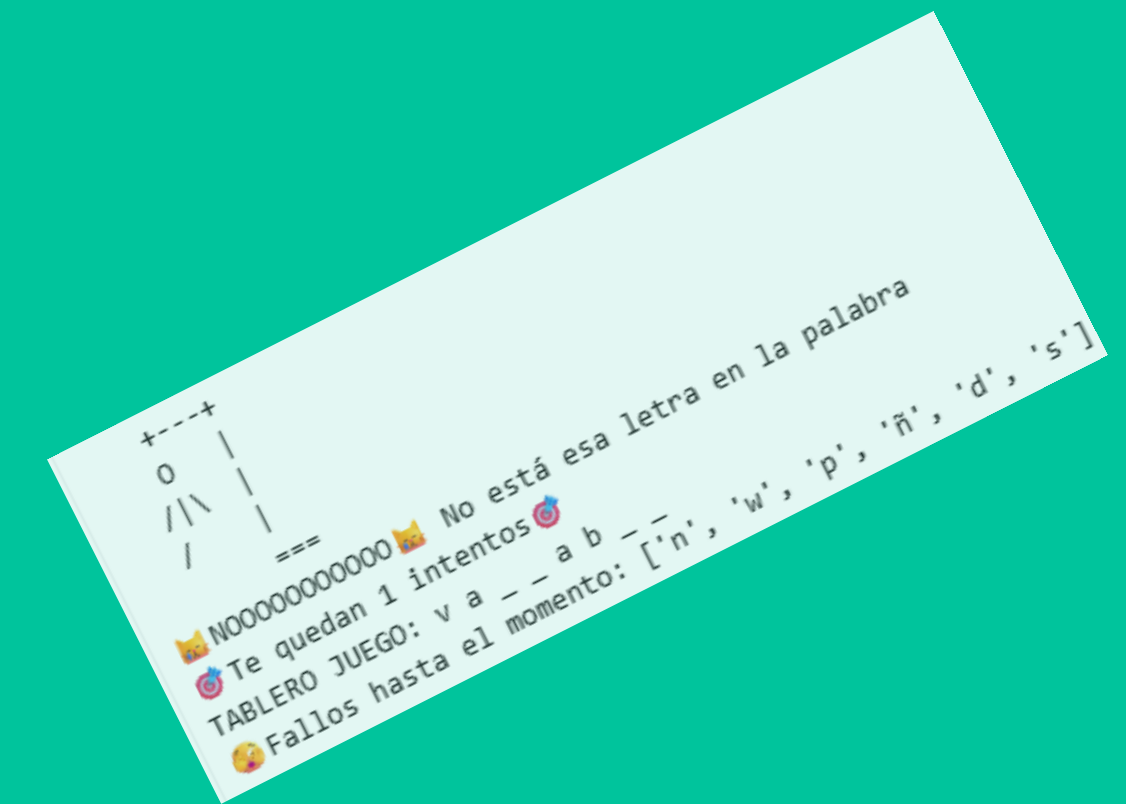 +---+
O   |
/|\  |
/    |
===
😹NOOOOOOOOOOO😹 No está esa letra en la palabra
🎯Te quedan 1 intentos🎯
TABLERO JUEGO: v a _ _ a b _ _
🫣Fallos hasta el momento: ['n', 'w', 'p', 'ñ', 'd', 's']